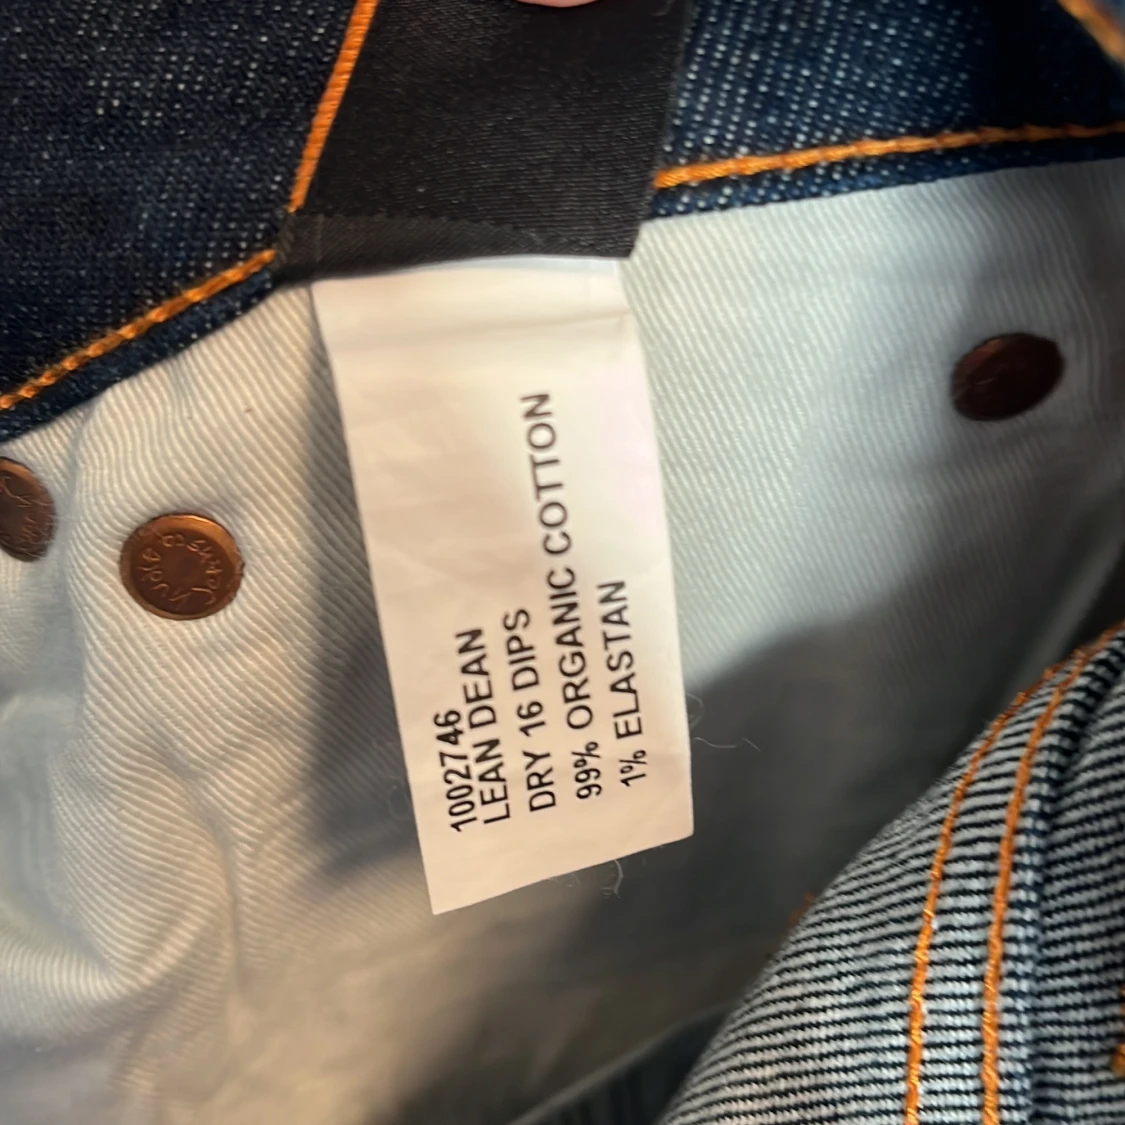 1002746
LEAN DEAN
DRY 16 DIPS
99% ORGANIC COTTON
1% ELASTAN